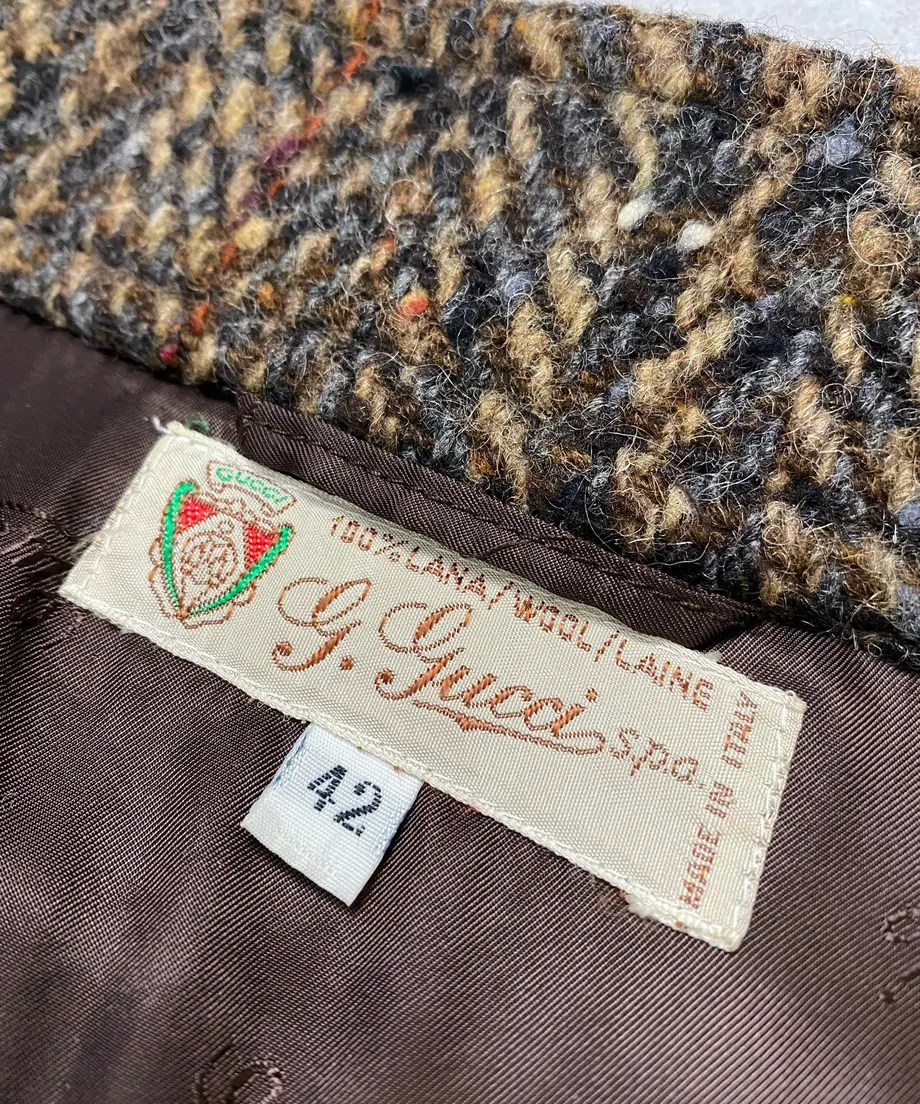 GUCCI
100% LANA/WOOL/LAINE
G. Gucci s.p.a.
MADE IN ITALY
42